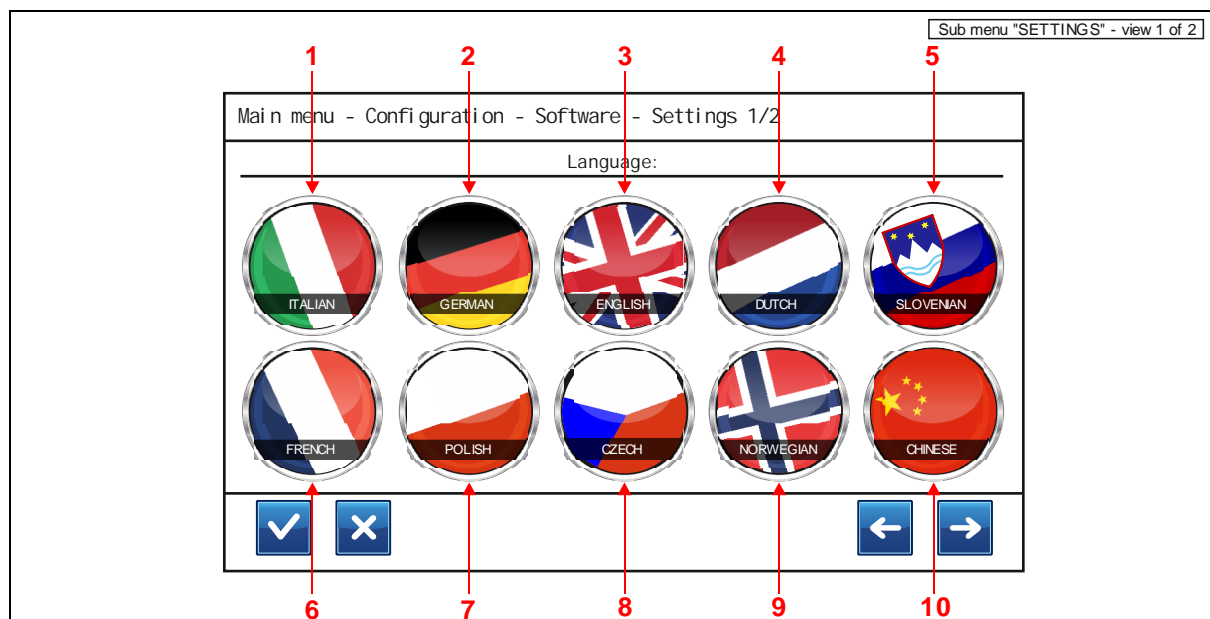 Sub menu "SETTINGS" - view 1 of 2
1 2 3 4 5
Main menu - Configuration - Software - Settings 1/2
Language:
ITALIAN GERMAN ENGLISH DUTCH SLOVENIAN
FRENCH POLISH CZECH NORWEGIAN CHINESE
6 7 8 9 10